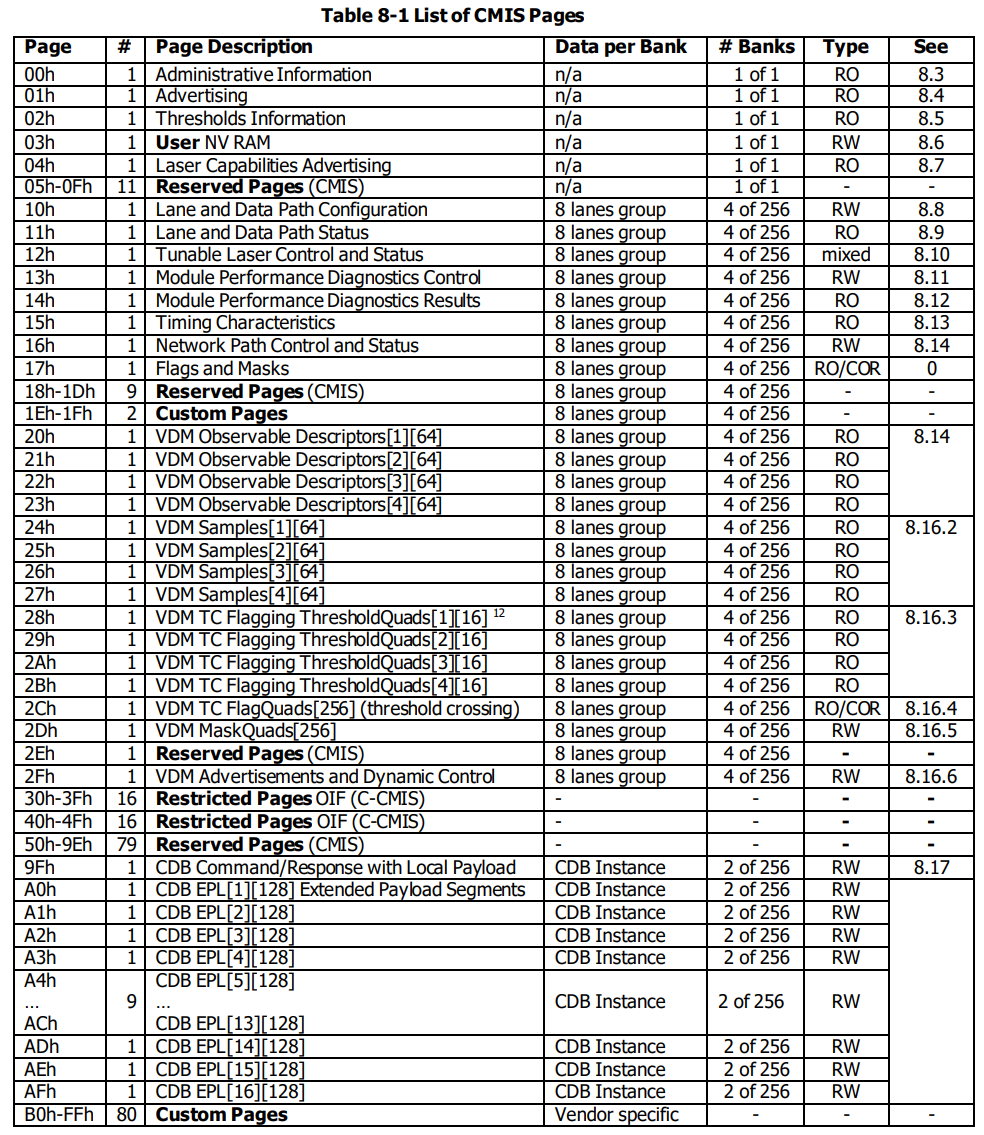 Table 8-1 List of CMIS Pages
Page # Page Description Data per Bank # Banks Type See
00h 1 Administrative Information n/a 1 of 1 RO 8.3
01h 1 Advertising n/a 1 of 1 RO 8.4
02h 1 Thresholds Information n/a 1 of 1 RO 8.5
03h 1 User NV RAM n/a 1 of 1 RW 8.6
04h 1 Laser Capabilities Advertising n/a 1 of 1 RO 8.7
05h-0Fh 11 Reserved Pages (CMIS) n/a 1 of 1 - -
10h 1 Lane and Data Path Configuration 8 lanes group 4 of 256 RW 8.8
11h 1 Lane and Data Path Status 8 lanes group 4 of 256 RO 8.9
12h 1 Tunable Laser Control and Status 8 lanes group 4 of 256 mixed 8.10
13h 1 Module Performance Diagnostics Control 8 lanes group 4 of 256 RW 8.11
14h 1 Module Performance Diagnostics Results 8 lanes group 4 of 256 RO 8.12
15h 1 Timing Characteristics 8 lanes group 4 of 256 RO 8.13
16h 1 Network Path Control and Status 8 lanes group 4 of 256 RW 8.14
17h 1 Flags and Masks 8 lanes group 4 of 256 RO/COR 0
18h-1Dh 9 Reserved Pages (CMIS) 8 lanes group 4 of 256 - -
1Eh-1Fh 2 Custom Pages 8 lanes group 4 of 256 - -
20h 1 VDM Observable Descriptors[1][64] 8 lanes group 4 of 256 RO 8.14
21h 1 VDM Observable Descriptors[2][64] 8 lanes group 4 of 256 RO
22h 1 VDM Observable Descriptors[3][64] 8 lanes group 4 of 256 RO
23h 1 VDM Observable Descriptors[4][64] 8 lanes group 4 of 256 RO
24h 1 VDM Samples[1][64] 8 lanes group 4 of 256 RO 8.16.2
25h 1 VDM Samples[2][64] 8 lanes group 4 of 256 RO
26h 1 VDM Samples[3][64] 8 lanes group 4 of 256 RO
27h 1 VDM Samples[4][64] 8 lanes group 4 of 256 RO
28h 1 VDM TC Flagging ThresholdQuads[1][16] 12 8 lanes group 4 of 256 RO 8.16.3
29h 1 VDM TC Flagging ThresholdQuads[2][16] 8 lanes group 4 of 256 RO
2Ah 1 VDM TC Flagging ThresholdQuads[3][16] 8 lanes group 4 of 256 RO
2Bh 1 VDM TC Flagging ThresholdQuads[4][16] 8 lanes group 4 of 256 RO
2Ch 1 VDM TC FlagQuads[256] (threshold crossing) 8 lanes group 4 of 256 RO/COR 8.16.4
2Dh 1 VDM MaskQuads[256] 8 lanes group 4 of 256 RW 8.16.5
2Eh 1 Reserved Pages (CMIS) 8 lanes group 4 of 256 - -
2Fh 1 VDM Advertisements and Dynamic Control 8 lanes group 4 of 256 RW 8.16.6
30h-3Fh 16 Restricted Pages OIF (C-CMIS) - - - -
40h-4Fh 16 Restricted Pages OIF (C-CMIS) - - - -
50h-9Eh 79 Reserved Pages (CMIS) - - - -
9Fh 1 CDB Command/Response with Local Payload CDB Instance 2 of 256 RW 8.17
A0h 1 CDB EPL[1][128] Extended Payload Segments CDB Instance 2 of 256 RW
A1h 1 CDB EPL[2][128] CDB Instance 2 of 256 RW
A2h 1 CDB EPL[3][128] CDB Instance 2 of 256 RW
A3h 1 CDB EPL[4][128] CDB Instance 2 of 256 RW
A4h CDB EPL[5][128]
... 9 ... CDB Instance 2 of 256 RW
ACh CDB EPL[13][128]
ADh 1 CDB EPL[14][128] CDB Instance 2 of 256 RW
AEh 1 CDB EPL[15][128] CDB Instance 2 of 256 RW
AFh 1 CDB EPL[16][128] CDB Instance 2 of 256 RW
B0h-FFh 80 Custom Pages Vendor specific - - -